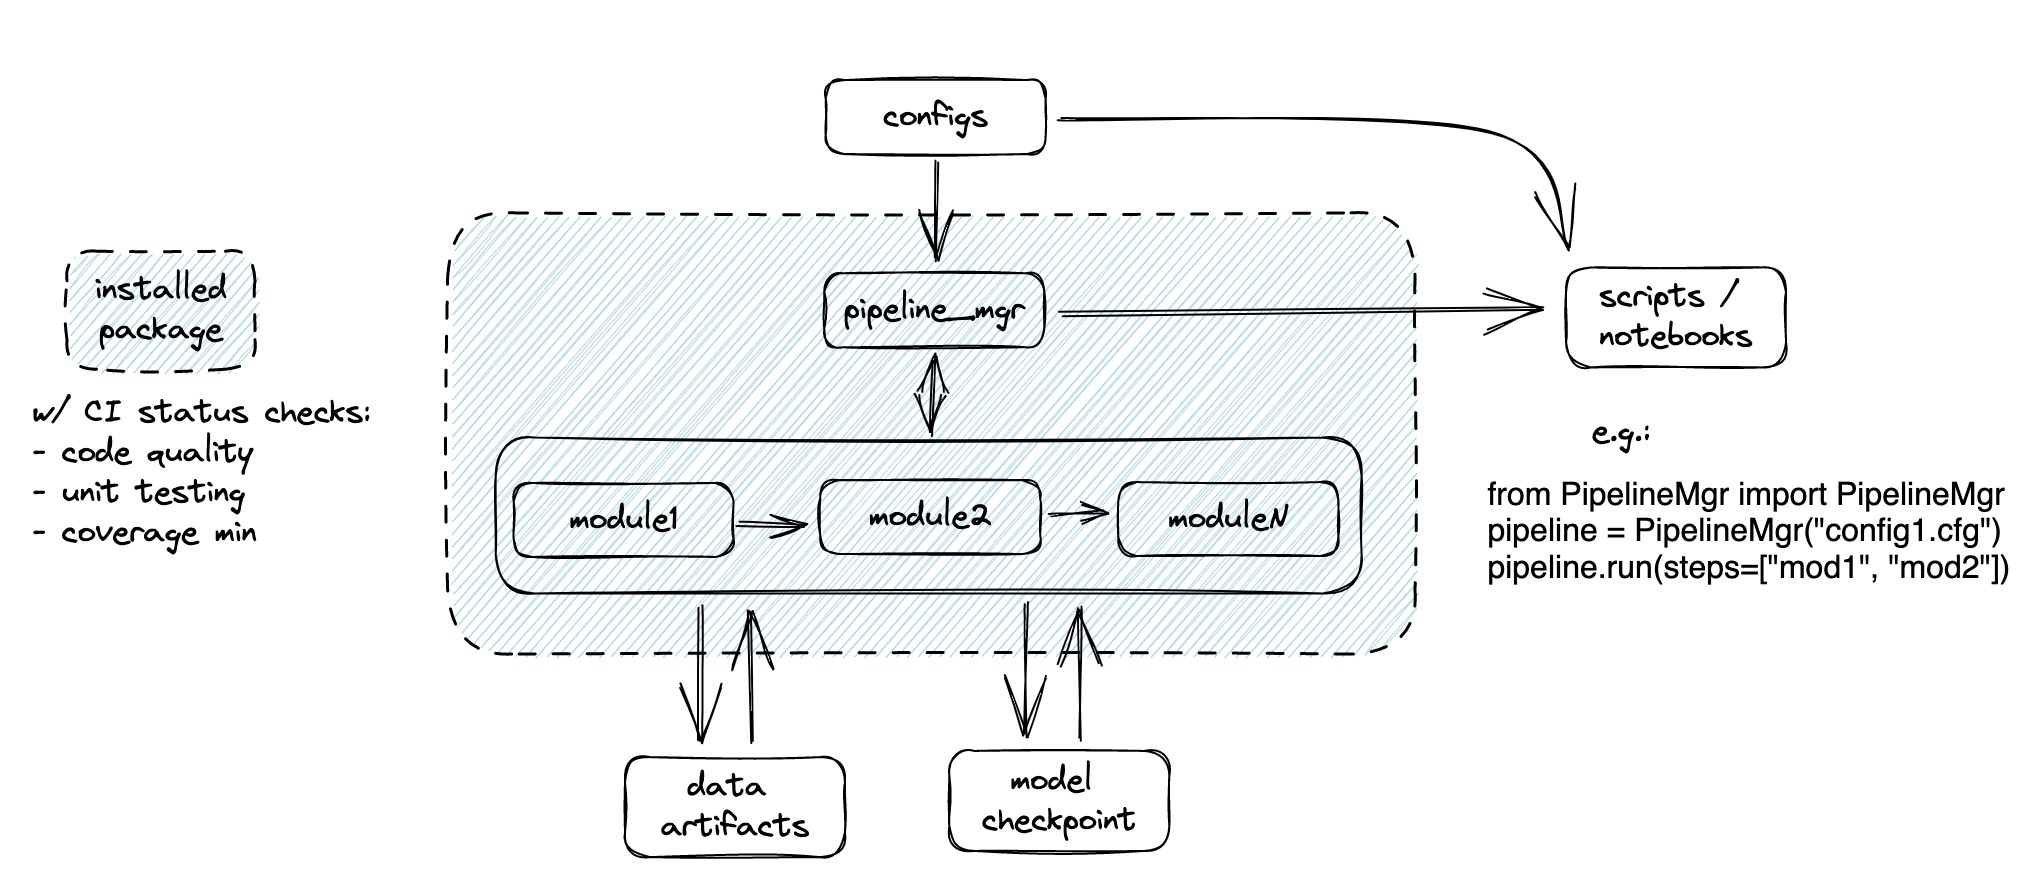 configs
installed
package
w/ CI status checks:
- code quality
- unit testing
- coverage min
pipeline_mgr
module1
module2
moduleN
data
artifacts
model
checkpoint
scripts /
notebooks
e.g.:
from PipelineMgr import PipelineMgr
pipeline = PipelineMgr("config1.cfg")
pipeline.run(steps=["mod1", "mod2"])